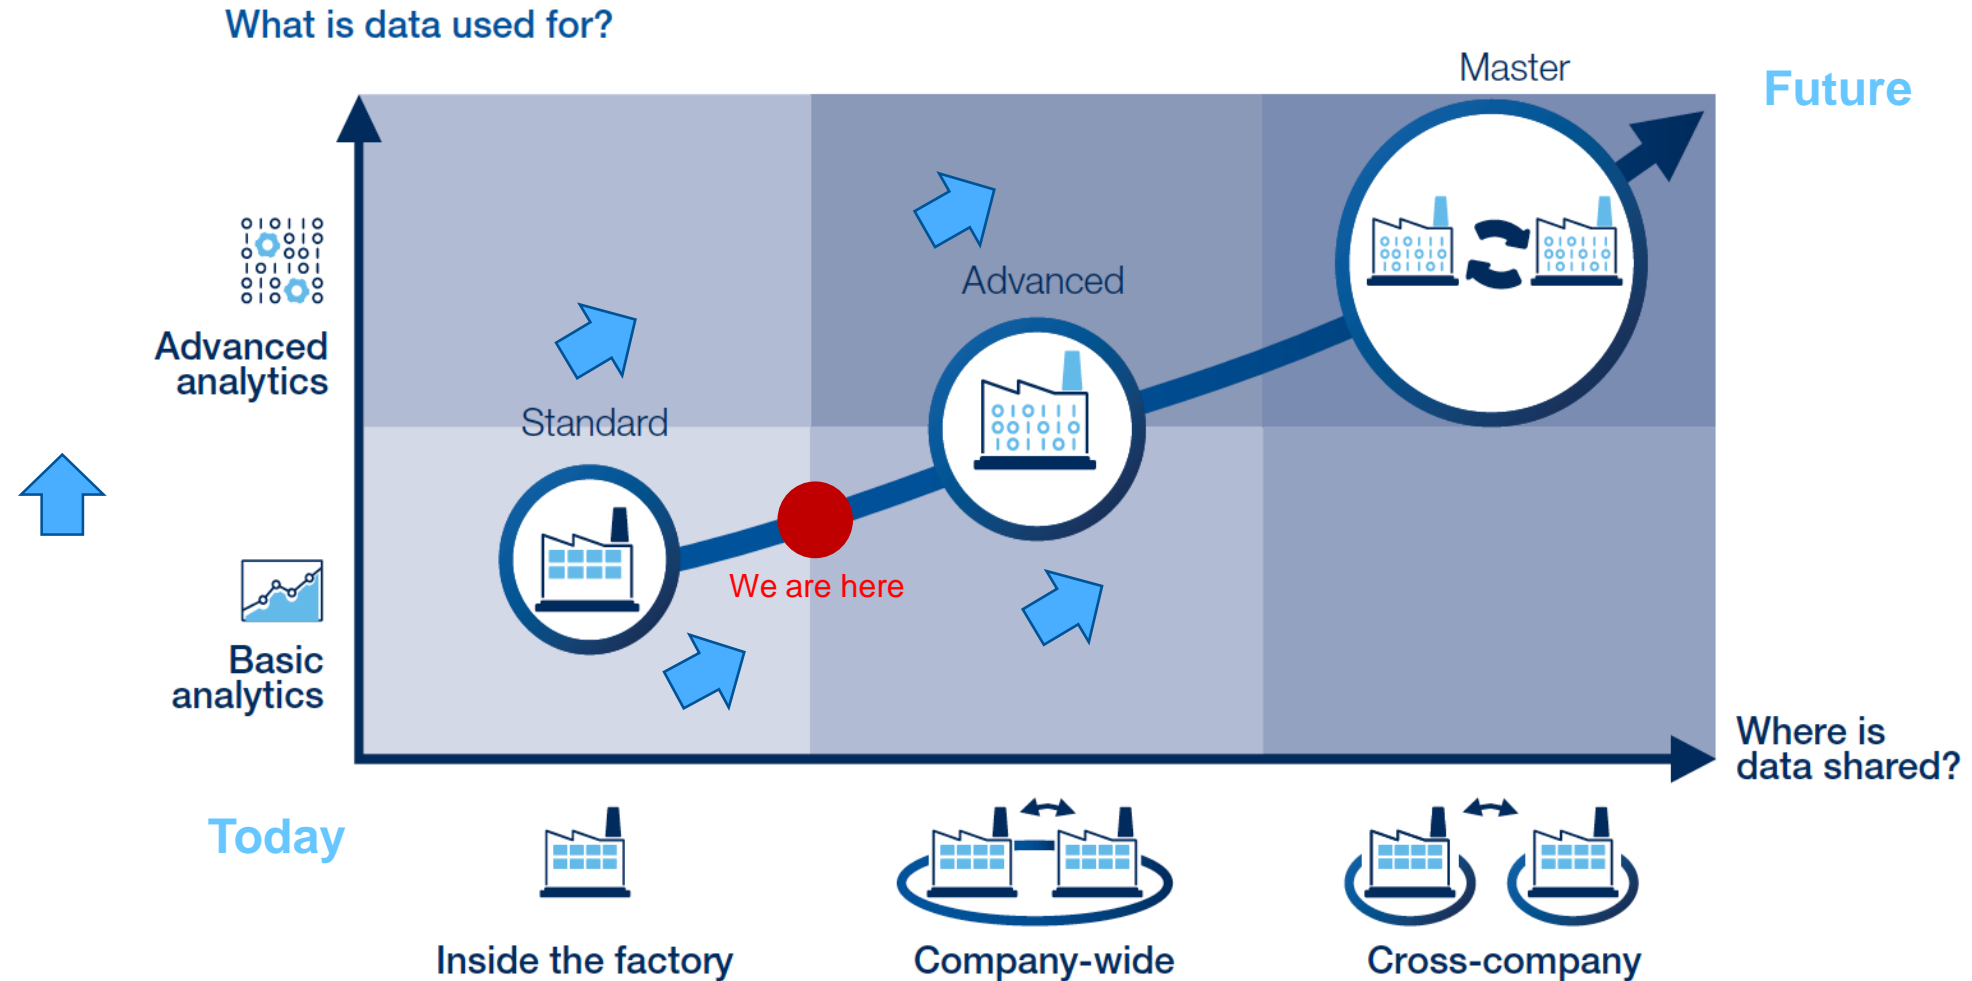 What is data used for?
Master
Future
Advanced
Advanced
analytics
Standard
We are here
Basic
analytics
Where is
data shared?
Today
Inside the factory
Company-wide
Cross-company